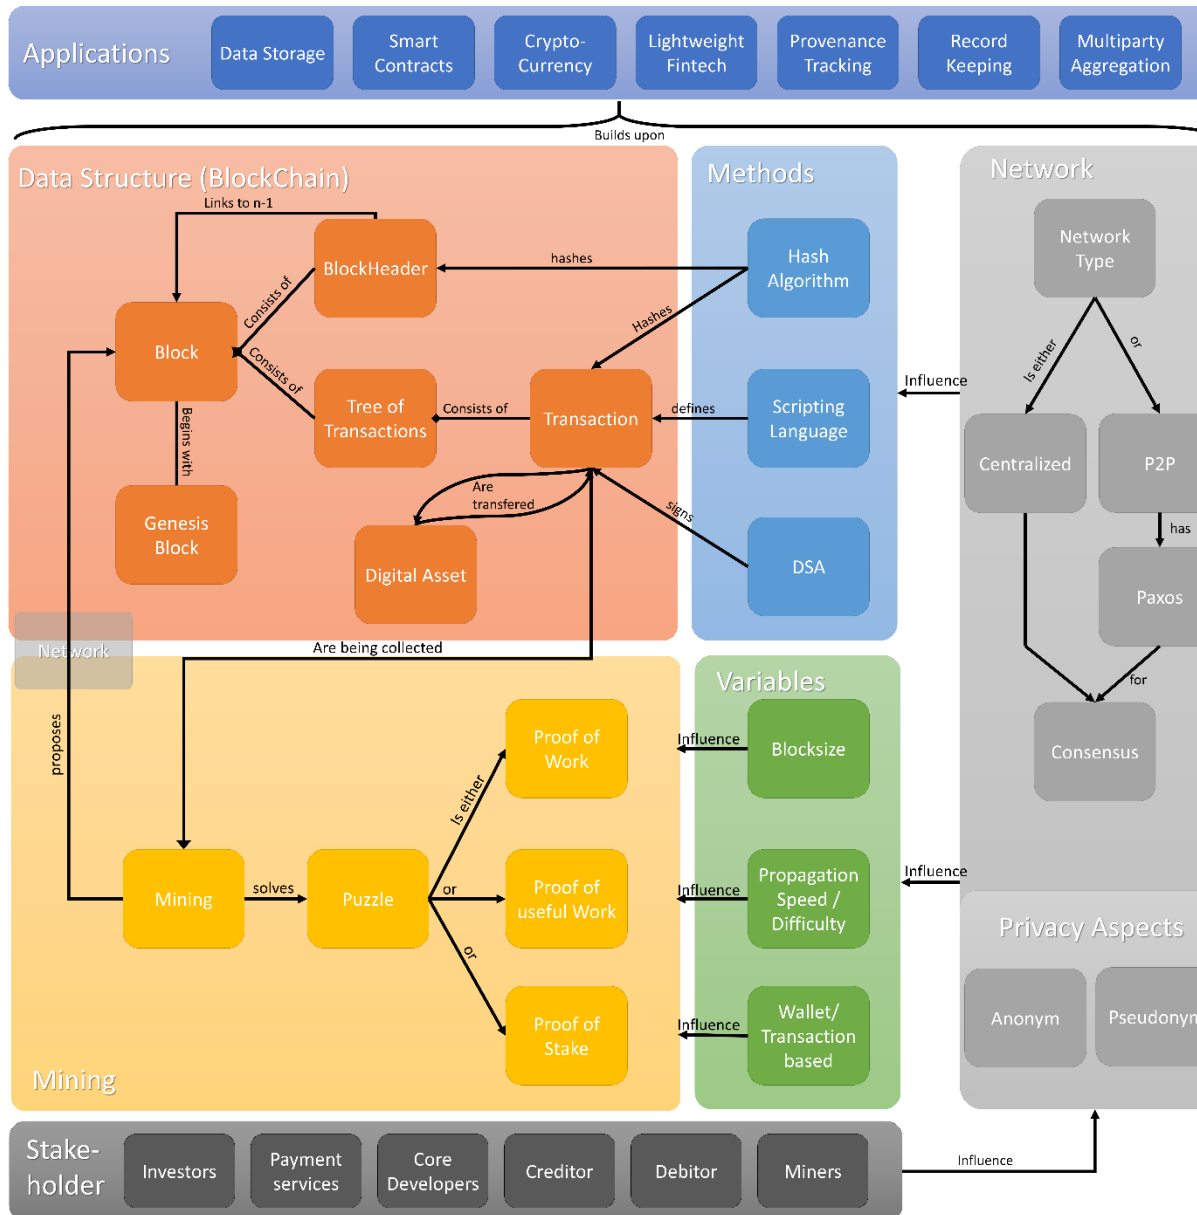 Applications
Data Storage
Smart
Contracts
Crypto-
Currency
Lightweight
Fintech
Provenance
Tracking
Record
Keeping
Multiparty
Aggregation
Builds upon
Data Structure (BlockChain)
Links to n-1
BlockHeader
Consists of
Block
Consists of
Tree of
Transactions
Consists of
Transaction
Begins with
Genesis
Block
Are
transfered
Digital Asset
Methods
hashes
Hash
Algorithm
Hashes
defines
Scripting
Language
signs
DSA
Influence
Network
Network
Type
Is either
or
Centralized
P2P
has
Paxos
for
Consensus
Network
Are being collected
proposes
Mining
solves
Puzzle
Is either
or
or
Proof of
Work
Proof of
useful Work
Proof of
Stake
Mining
Variables
Influence
Blocksize
Influence
Propagation
Speed /
Difficulty
Influence
Wallet/
Transaction
based
Influence
Privacy Aspects
Anonym
Pseudonym
Stake-
holder
Investors
Payment
services
Core
Developers
Creditor
Debitor
Miners
Influence